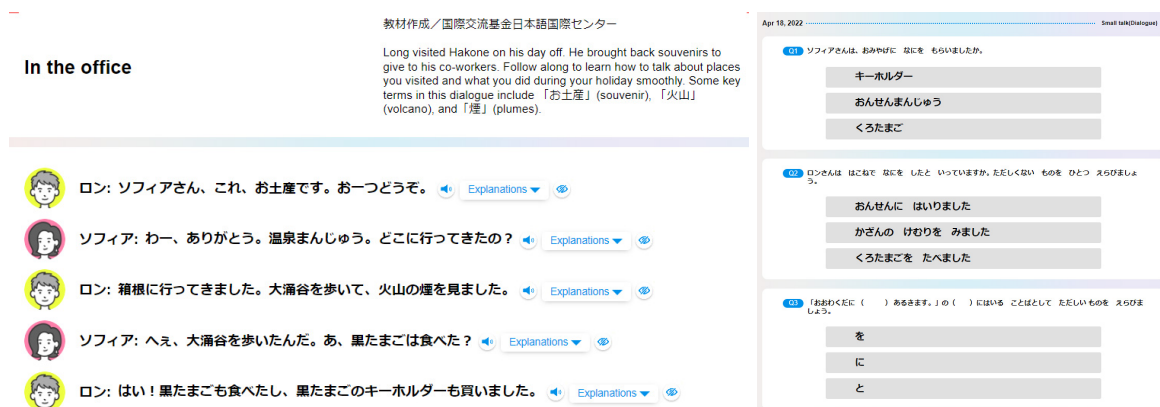 In the office
教材作成／国際交流基金日本語国際センター
Long visited Hakone on his day off. He brought back souvenirs to
give to his co-workers. Follow along to learn how to talk about places
you visited and what you did during your holiday smoothly. Some key
terms in this dialogue include 「お土産」(souvenir), 「火山」
(volcano), and「煙」(plumes).
ロン: ソフィアさん、これ、お土産です。お一つどうぞ。 Explanations
ソフィア: わー、ありがとう。温泉まんじゅう。どこに行ってきたの？ Explanations
ロン: 箱根に行ってきました。大涌谷を歩いて、火山の煙を見ました。 Explanations
ソフィア: へぇ、大涌谷を歩いたんだ。あ、黒たまごは食べた？ Explanations
ロン: はい！黒たまごも食べたし、黒たまごのキーホルダーも買いました。 Explanations
Apr 18, 2022 Small talk(Dialogue)
Q1 ソフィアさんは、おみやげに なにを もらいましたか。
キーホルダー
おんせんまんじゅう
くろたまご
Q2 ロンさんは はこねで なにを したと いっていますか。ただしくない ものを ひとつ えらびましょ
う。
おんせんに はいりました
かざんの けむりを みました
くろたまごを たべました
Q3 「おおわくだに（ ）あるきます。」の（ ）にはいる ことばとして ただしい ものを えらびま
しょう。
を
に
と